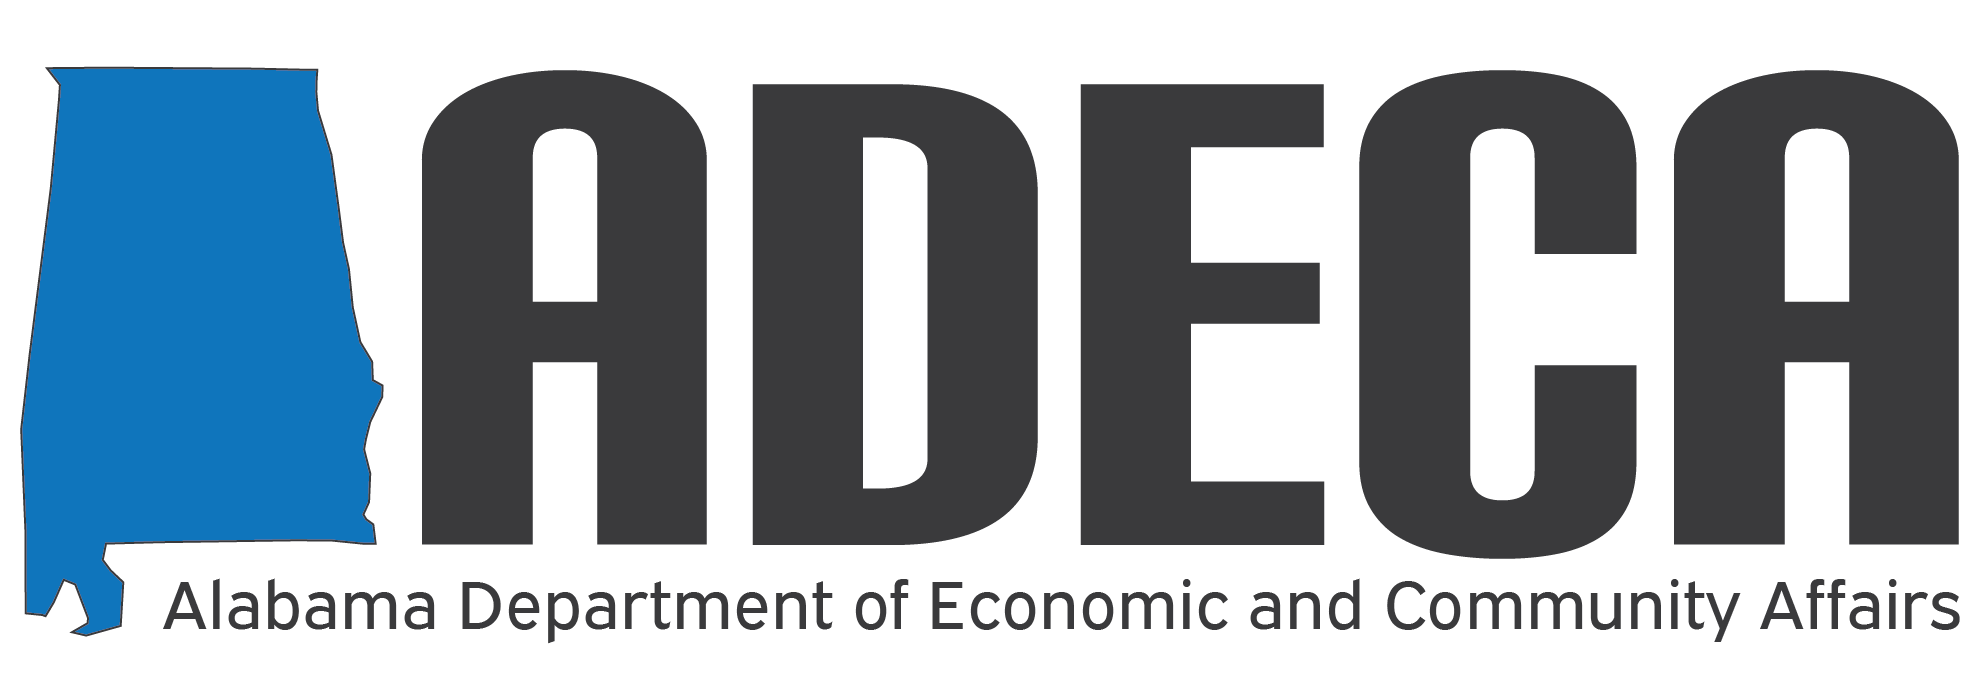 ADECA
Alabama Department of Economic and Community Affairs